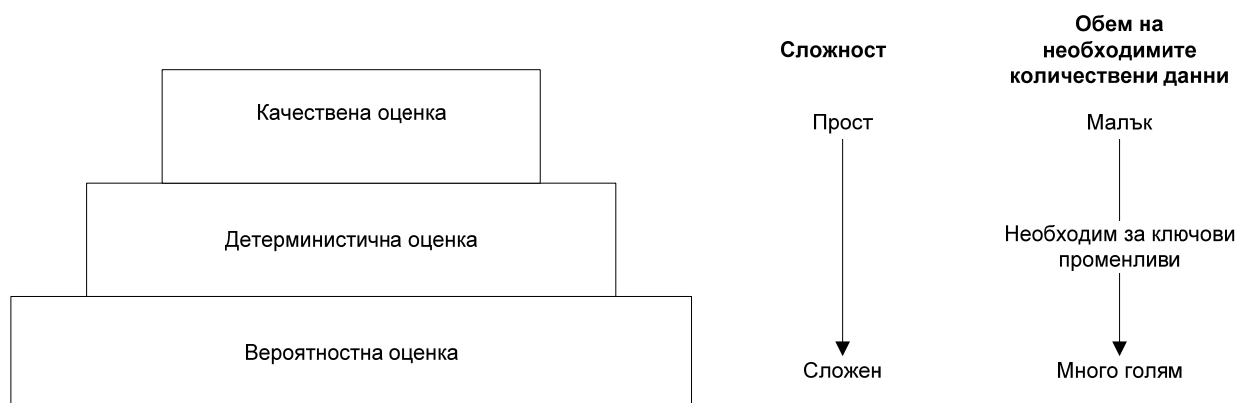 Сложност
Обем на
необходимите
количествени данни
Качествена оценка
Прост
Малък
Детерминистична оценка
Необходим за ключови
променливи
Вероятностна оценка
Сложен
Много голям